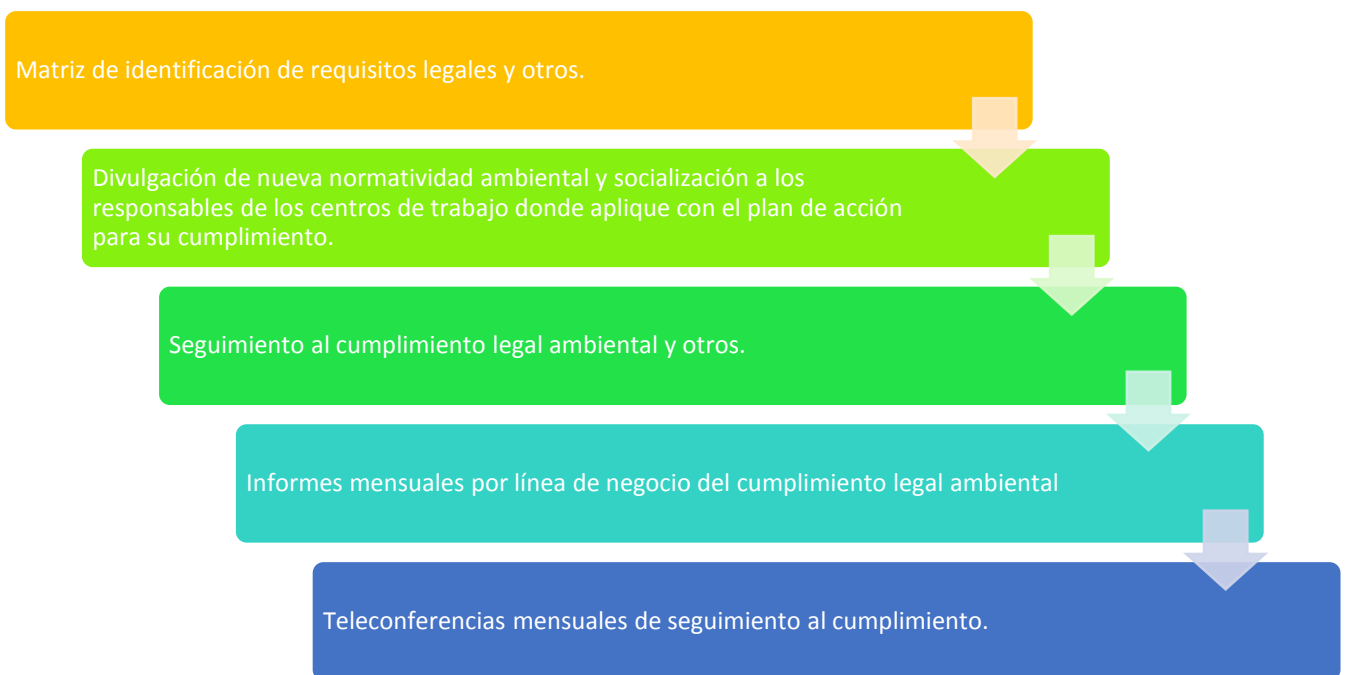 Matriz de identificación de requisitos legales y otros.
Divulgación de nueva normatividad ambiental y socialización a los
responsables de los centros de trabajo donde aplique con el plan de acción
para su cumplimiento.
Seguimiento al cumplimiento legal ambiental y otros.
Informes mensuales por línea de negocio del cumplimiento legal ambiental
Teleconferencias mensuales de seguimiento al cumplimiento.